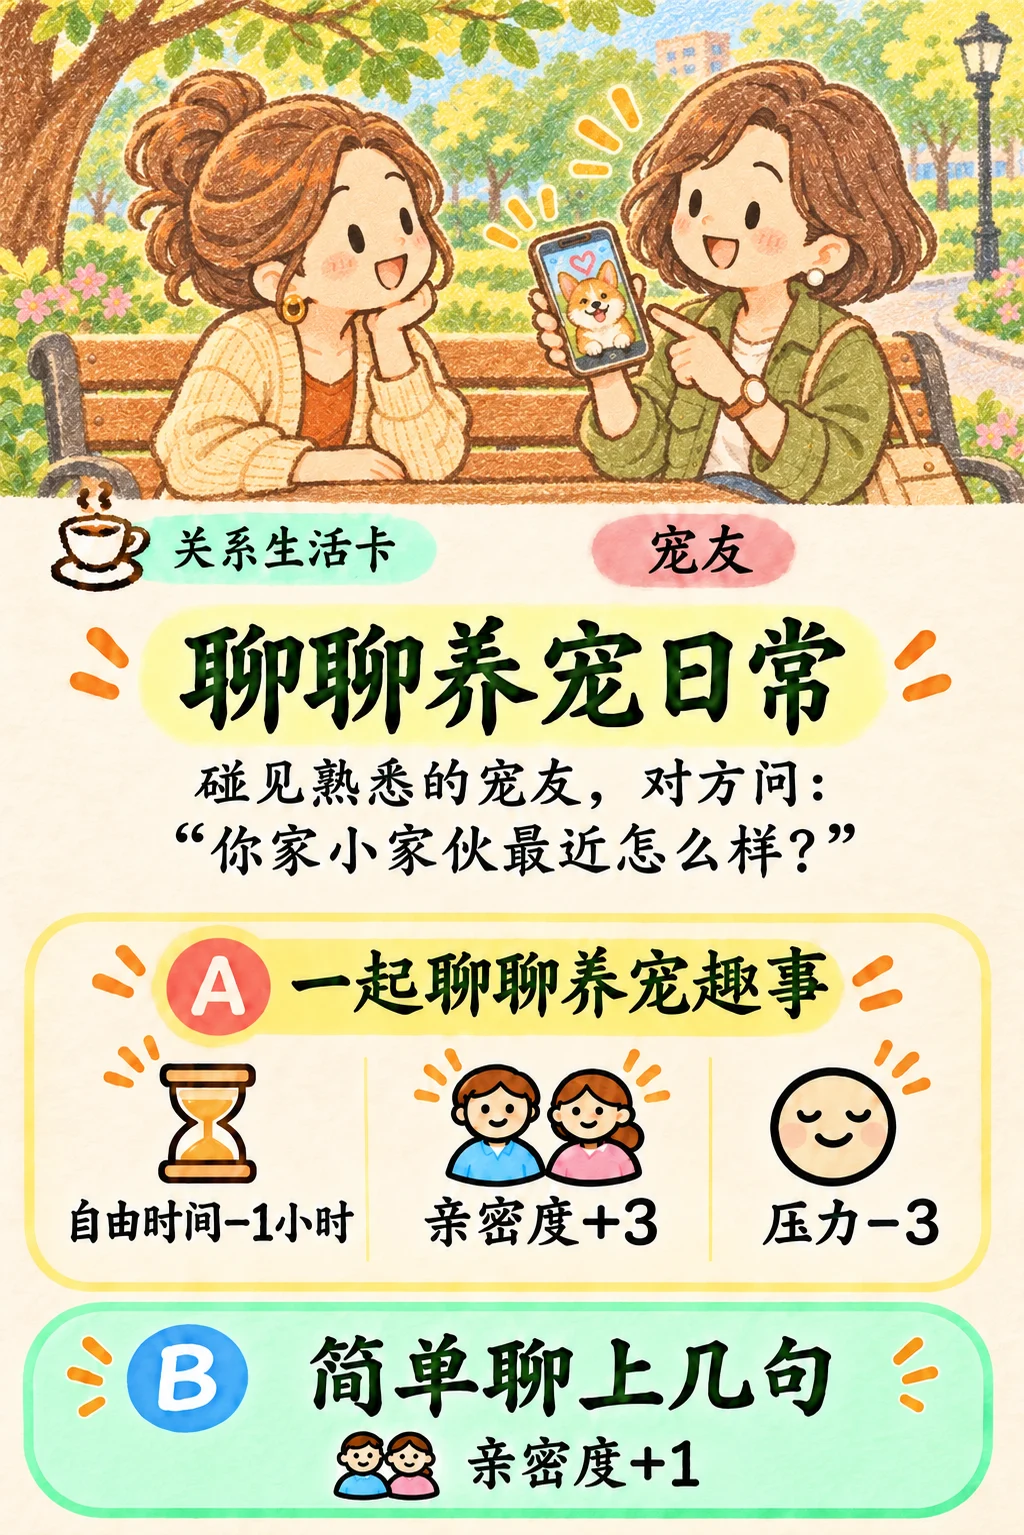 关系生活卡
宠友
聊聊养宠日常
碰见熟悉的宠友，对方问：
“你家小家伙最近怎么样？”
A 一起聊聊养宠趣事
自由时间-1小时
亲密度+3
压力-3
B 简单聊上几句
亲密度+1